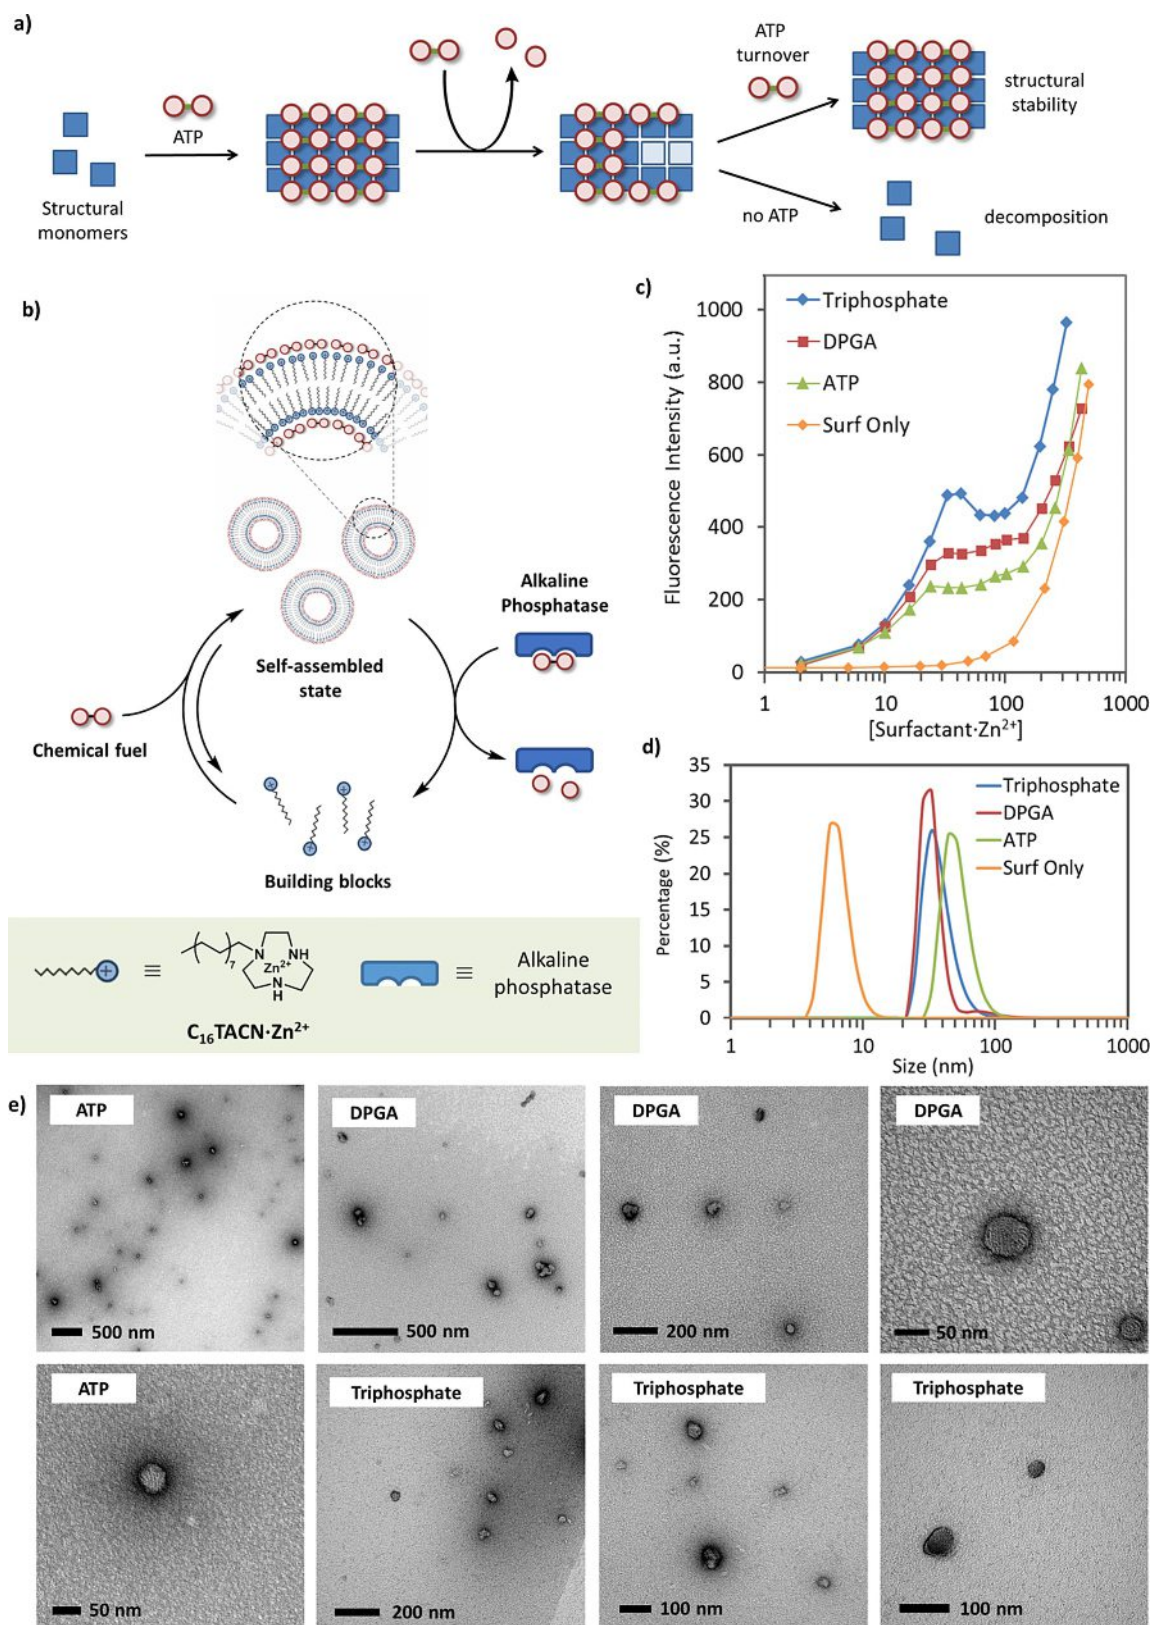 a)
ATP
Structural
monomers
ATP
turnover
structural
stability
no ATP
decomposition
b)
Self-assembled
state
Chemical fuel
Alkaline
Phosphatase
Building blocks
≡
7
N
NH
Zn2+
N
H
C16TACN·Zn2+
≡
Alkaline
phosphatase
c)
Fluorescence Intensity (a.u.)
1000
800
600
400
200
0
Triphosphate
DPGA
ATP
Surf Only
1 10 100 1000
[Surfactant·Zn2+]
d)
Percentage (%)
35
30
25
20
15
10
5
0
Triphosphate
DPGA
ATP
Surf Only
1 10 100 1000
Size (nm)
e)
ATP
500 nm
DPGA
500 nm
DPGA
200 nm
DPGA
50 nm
ATP
50 nm
Triphosphate
200 nm
Triphosphate
100 nm
Triphosphate
100 nm